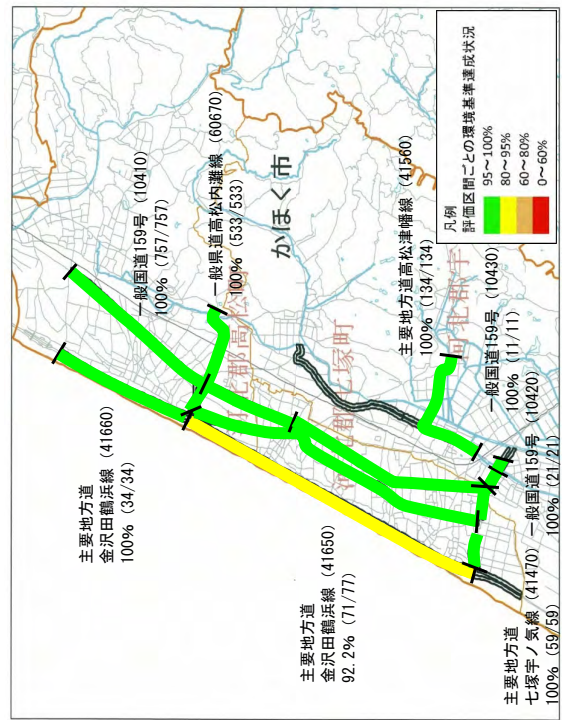 凡例
評価区間ごとの環境基準達成状況
95～100%
80～95%
60～80%
0～60%
一般国道159号 (10410)
100% (757/757)
一般県道高松内灘線 (60670)
100% (533/533)
かほく市
主要地方道高松津幡線 (41560)
100% (134/134)
一般国道159号 (10430)
100% (11/11)
一般国道159号 (10420)
100% (21/21)
主要地方道
金沢田鶴浜線 (41660)
100% (34/34)
主要地方道
金沢田鶴浜線 (41650)
92.2% (71/77)
主要地方道
七塚宇ノ気線 (41470)
100% (59/59)